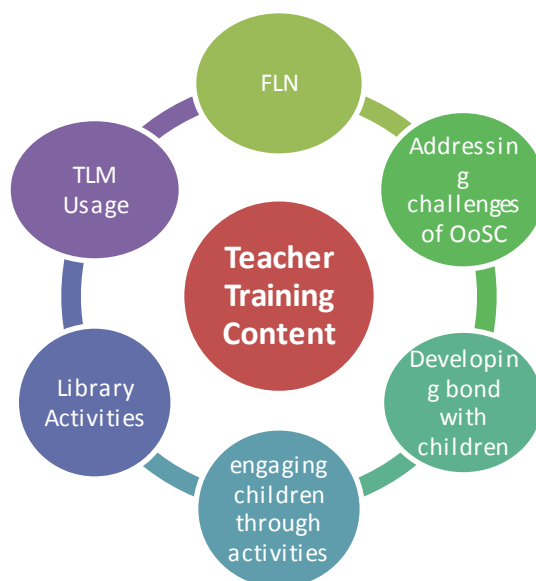 FLN
Addressin
g
challenges
of OoSC
Developin
g bond
with
children
engaging
children
through
activities
Library
Activities
TLM
Usage
Teacher
Training
Content